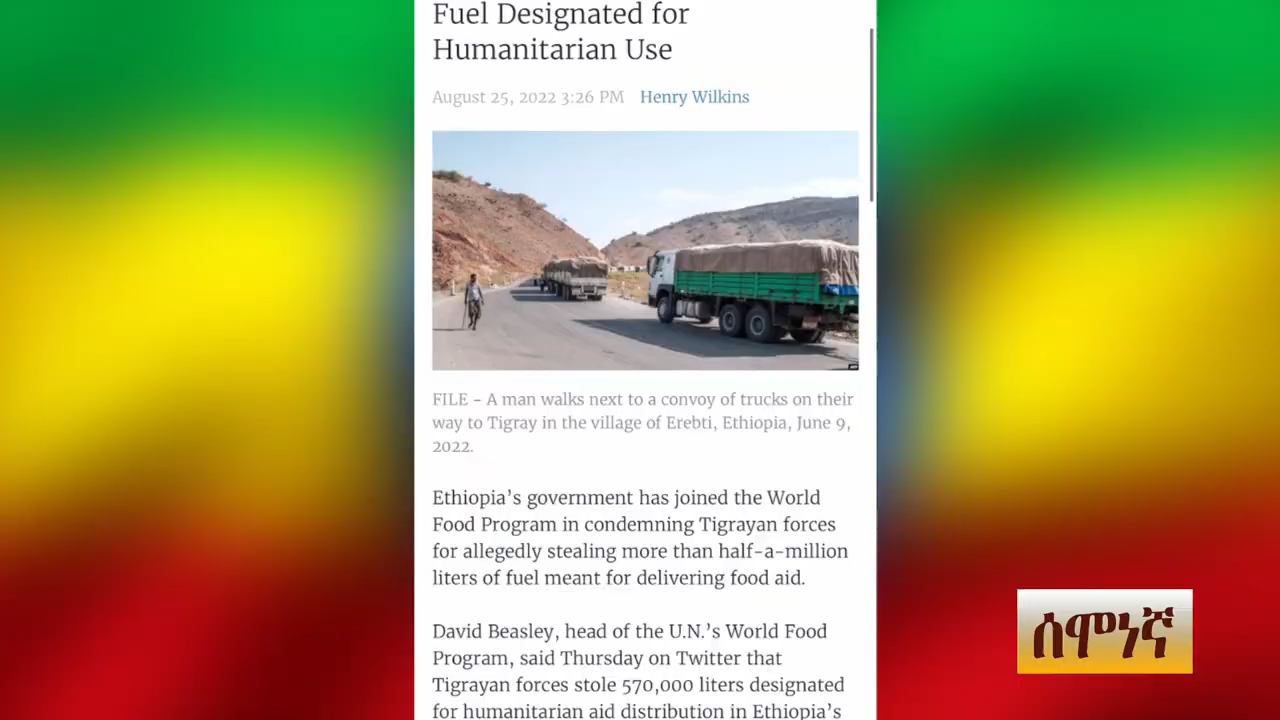 Fuel Designated for
Humanitarian Use
August 25, 2022 3:26 PM Henry Wilkins
FILE - A man walks next to a convoy of trucks on their
way to Tigray in the village of Erebti, Ethiopia, June 9,
2022.
Ethiopia’s government has joined the World
Food Program in condemning Tigrayan forces
for allegedly stealing more than half-a-million
liters of fuel meant for delivering food aid.
David Beasley, head of the U.N.’s World Food
Program, said Thursday on Twitter that
Tigrayan forces stole 570,000 liters designated
for humanitarian aid distribution in Ethiopia’s
ሰሞነኛ